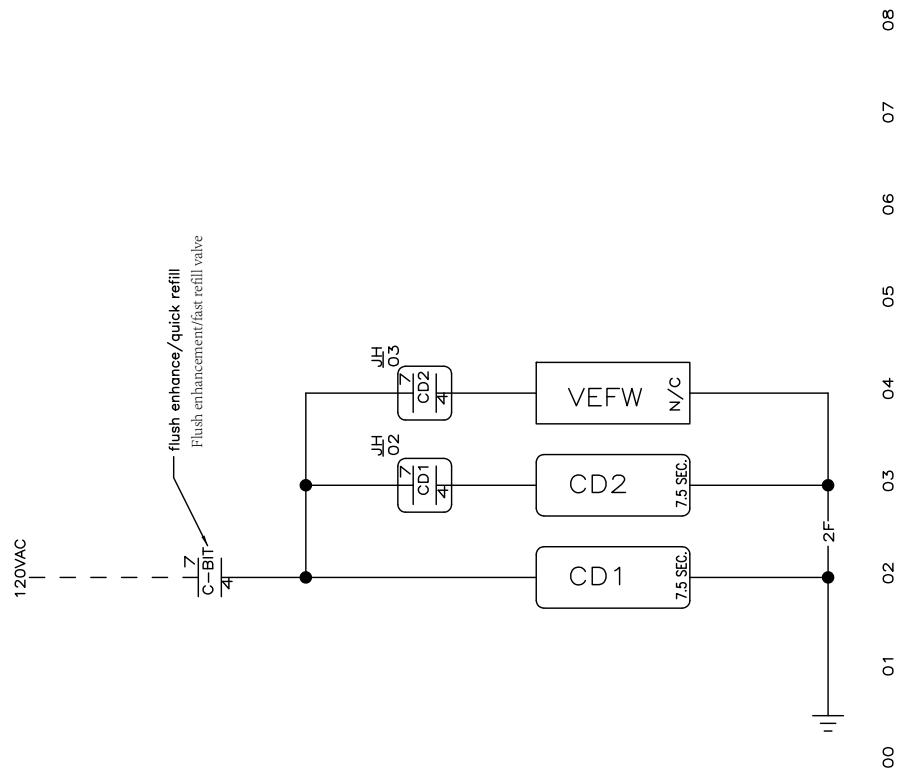 120VAC
flush enhance/quick refill
Flush enhancement/fast refill valve
7
C-BIT
4
JH
02
7
CD1
4
JH
03
7
CD2
4
CD1
7.5 SEC.
CD2
7.5 SEC.
VEFW
N/C
2F
00
01
02
03
04
05
06
07
08